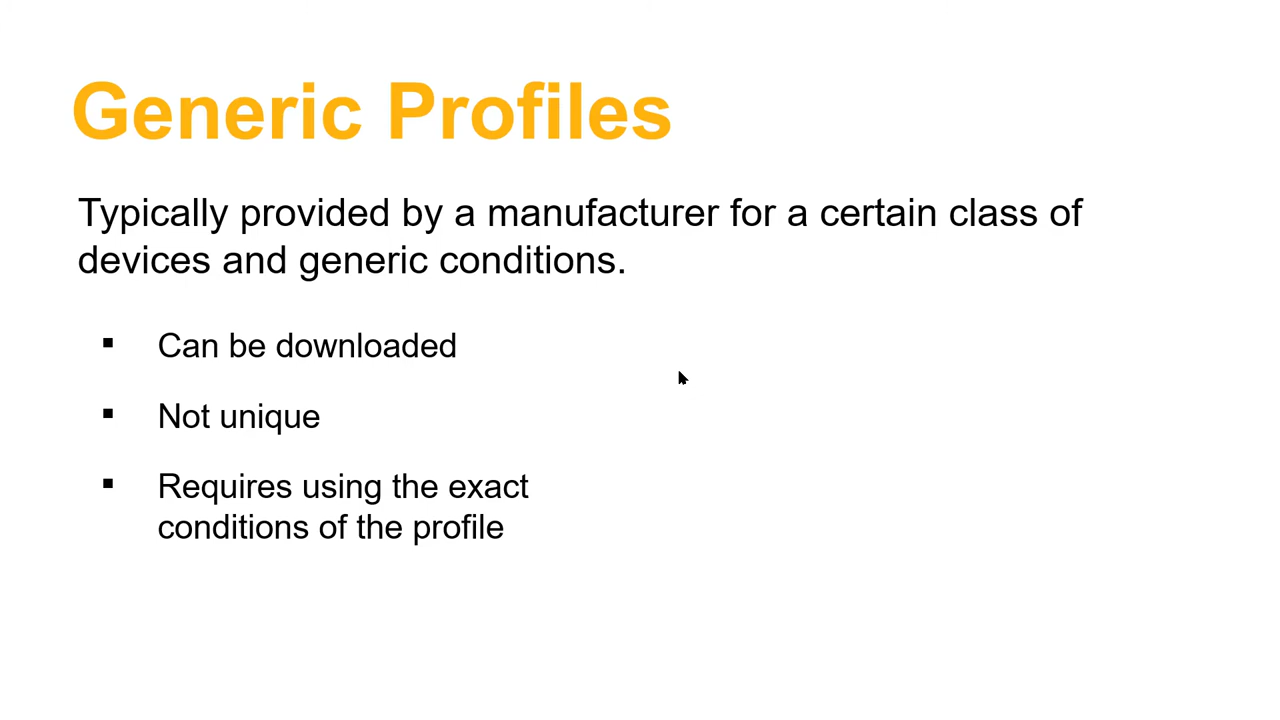 Generic Profiles
Typically provided by a manufacturer for a certain class of
devices and generic conditions.
▪ Can be downloaded
▪ Not unique
▪ Requires using the exact
conditions of the profile